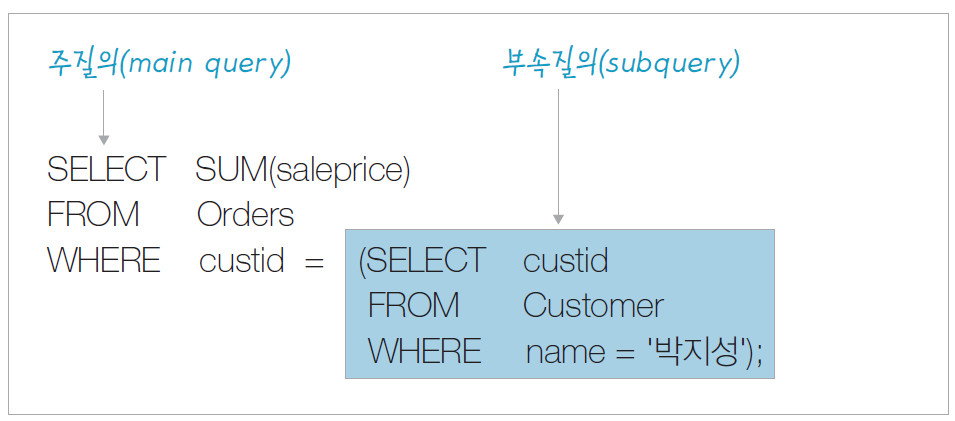 주질의(main query) 부속질의(subquery)
SELECT SUM(saleprice)
FROM Orders
WHERE custid = (SELECT custid
FROM Customer
WHERE name = '박지성');